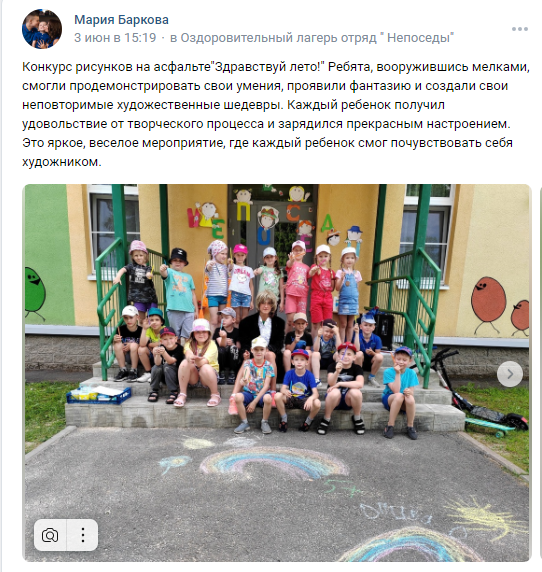 Мария Баркова
3 июн в 15:19 · в Оздоровительный лагерь отряд " Непоседы"
Конкурс рисунков на асфальте"Здравствуй лето!" Ребята, вооружившись мелками,
смогли продемонстрировать свои умения, проявили фантазию и создали свои
неповторимые художественные шедевры. Каждый ребенок получил
удовольствие от творческого процесса и зарядился прекрасным настроением.
Это яркое, веселое мероприятие, где каждый ребенок смог почувствовать себя
художником.